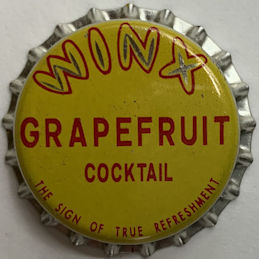 WINX
GRAPEFRUIT
COCKTAIL
THE SIGN OF TRUE REFRESHMENT